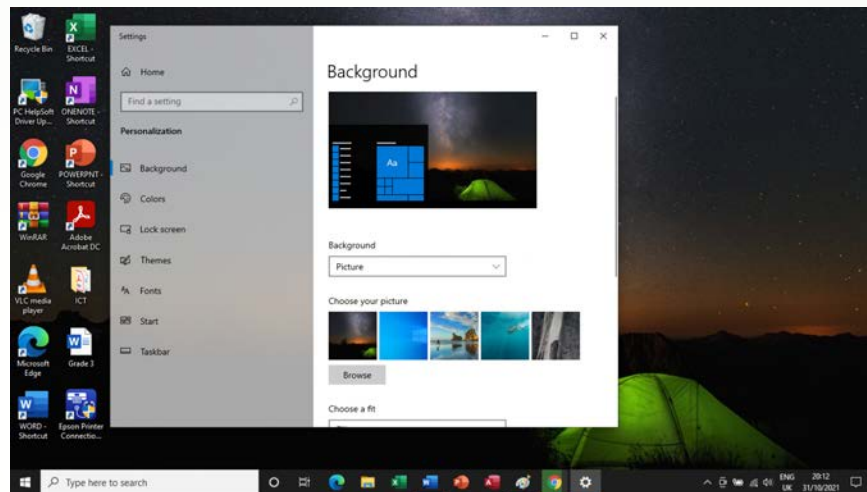 Recycle Bin
EXCEL -
Shortcut
PC HelpSoft
Driver Up...
ONENOTE -
Shortcut
Google
Chrome
POWERPNT -
Shortcut
WinRAR
Adobe
Acrobat DC
VLC media
player
ICT
Microsoft
Edge
Grade 3
WORD -
Shortcut
Epson Printer
Connectio...
Settings
Home
Find a setting
Personalization
Background
Colors
Lock screen
Themes
Fonts
Start
Taskbar
Background
Aa
Background
Picture
Choose your picture
Browse
Choose a fit
Type here to search
ENG
UK
20:12
31/10/2021